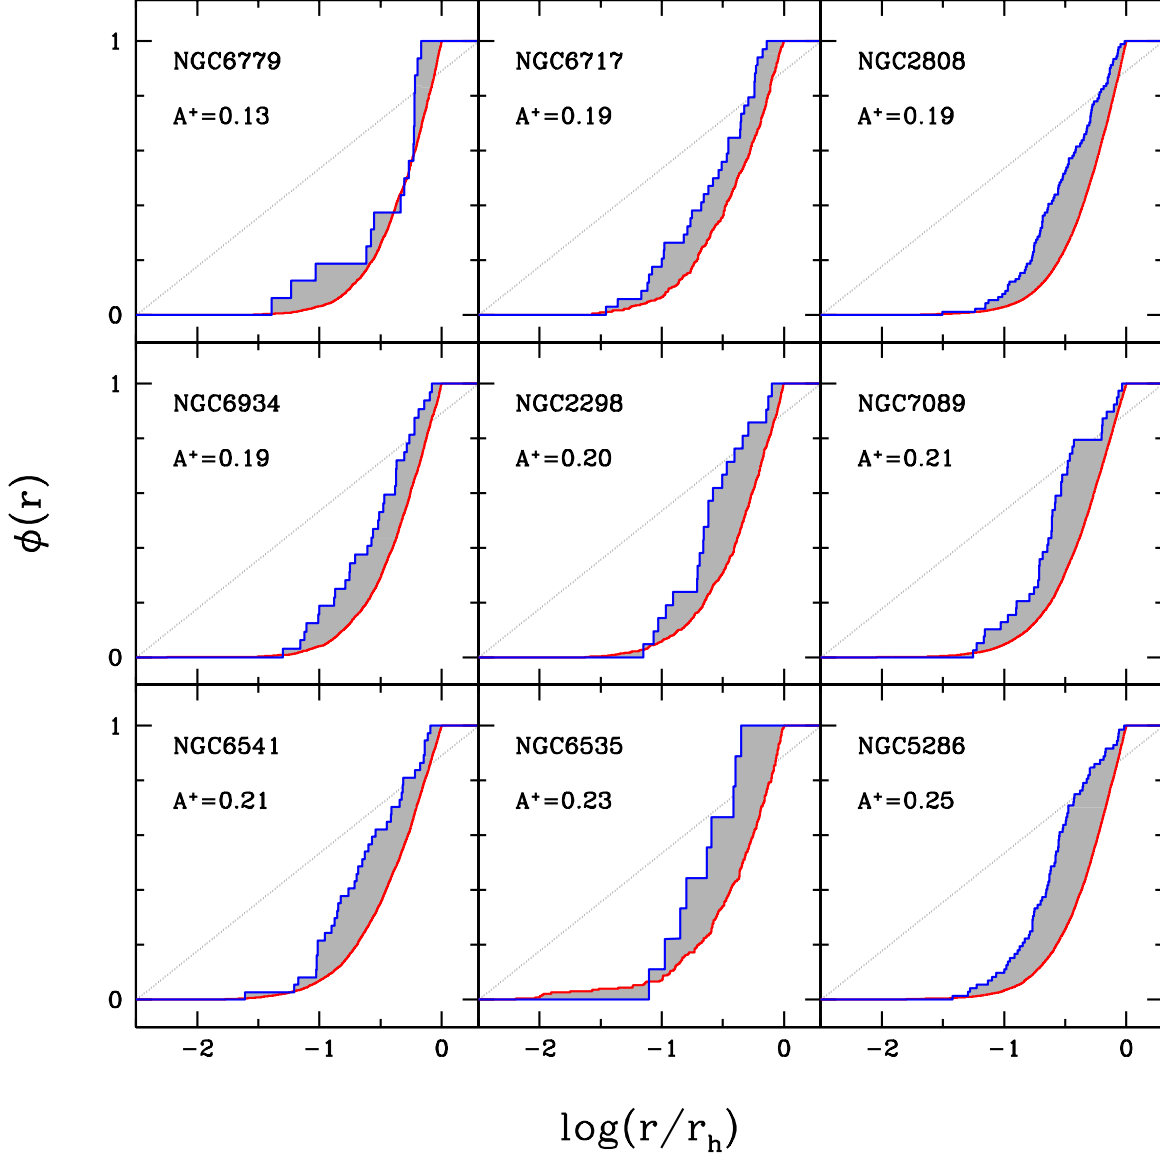 1
NGC6779
NGC6717
NGC2808
A⁺=0.13
A⁺=0.19
A⁺=0.19
0
1
NGC6934
NGC2298
NGC7089
A⁺=0.19
A⁺=0.20
A⁺=0.21
ϕ(r)
0
1
NGC6541
NGC6535
NGC5286
A⁺=0.21
A⁺=0.23
A⁺=0.25
0
−2 −1 0 −2 −1 0 −2 −1 0
log(r/rₕ)